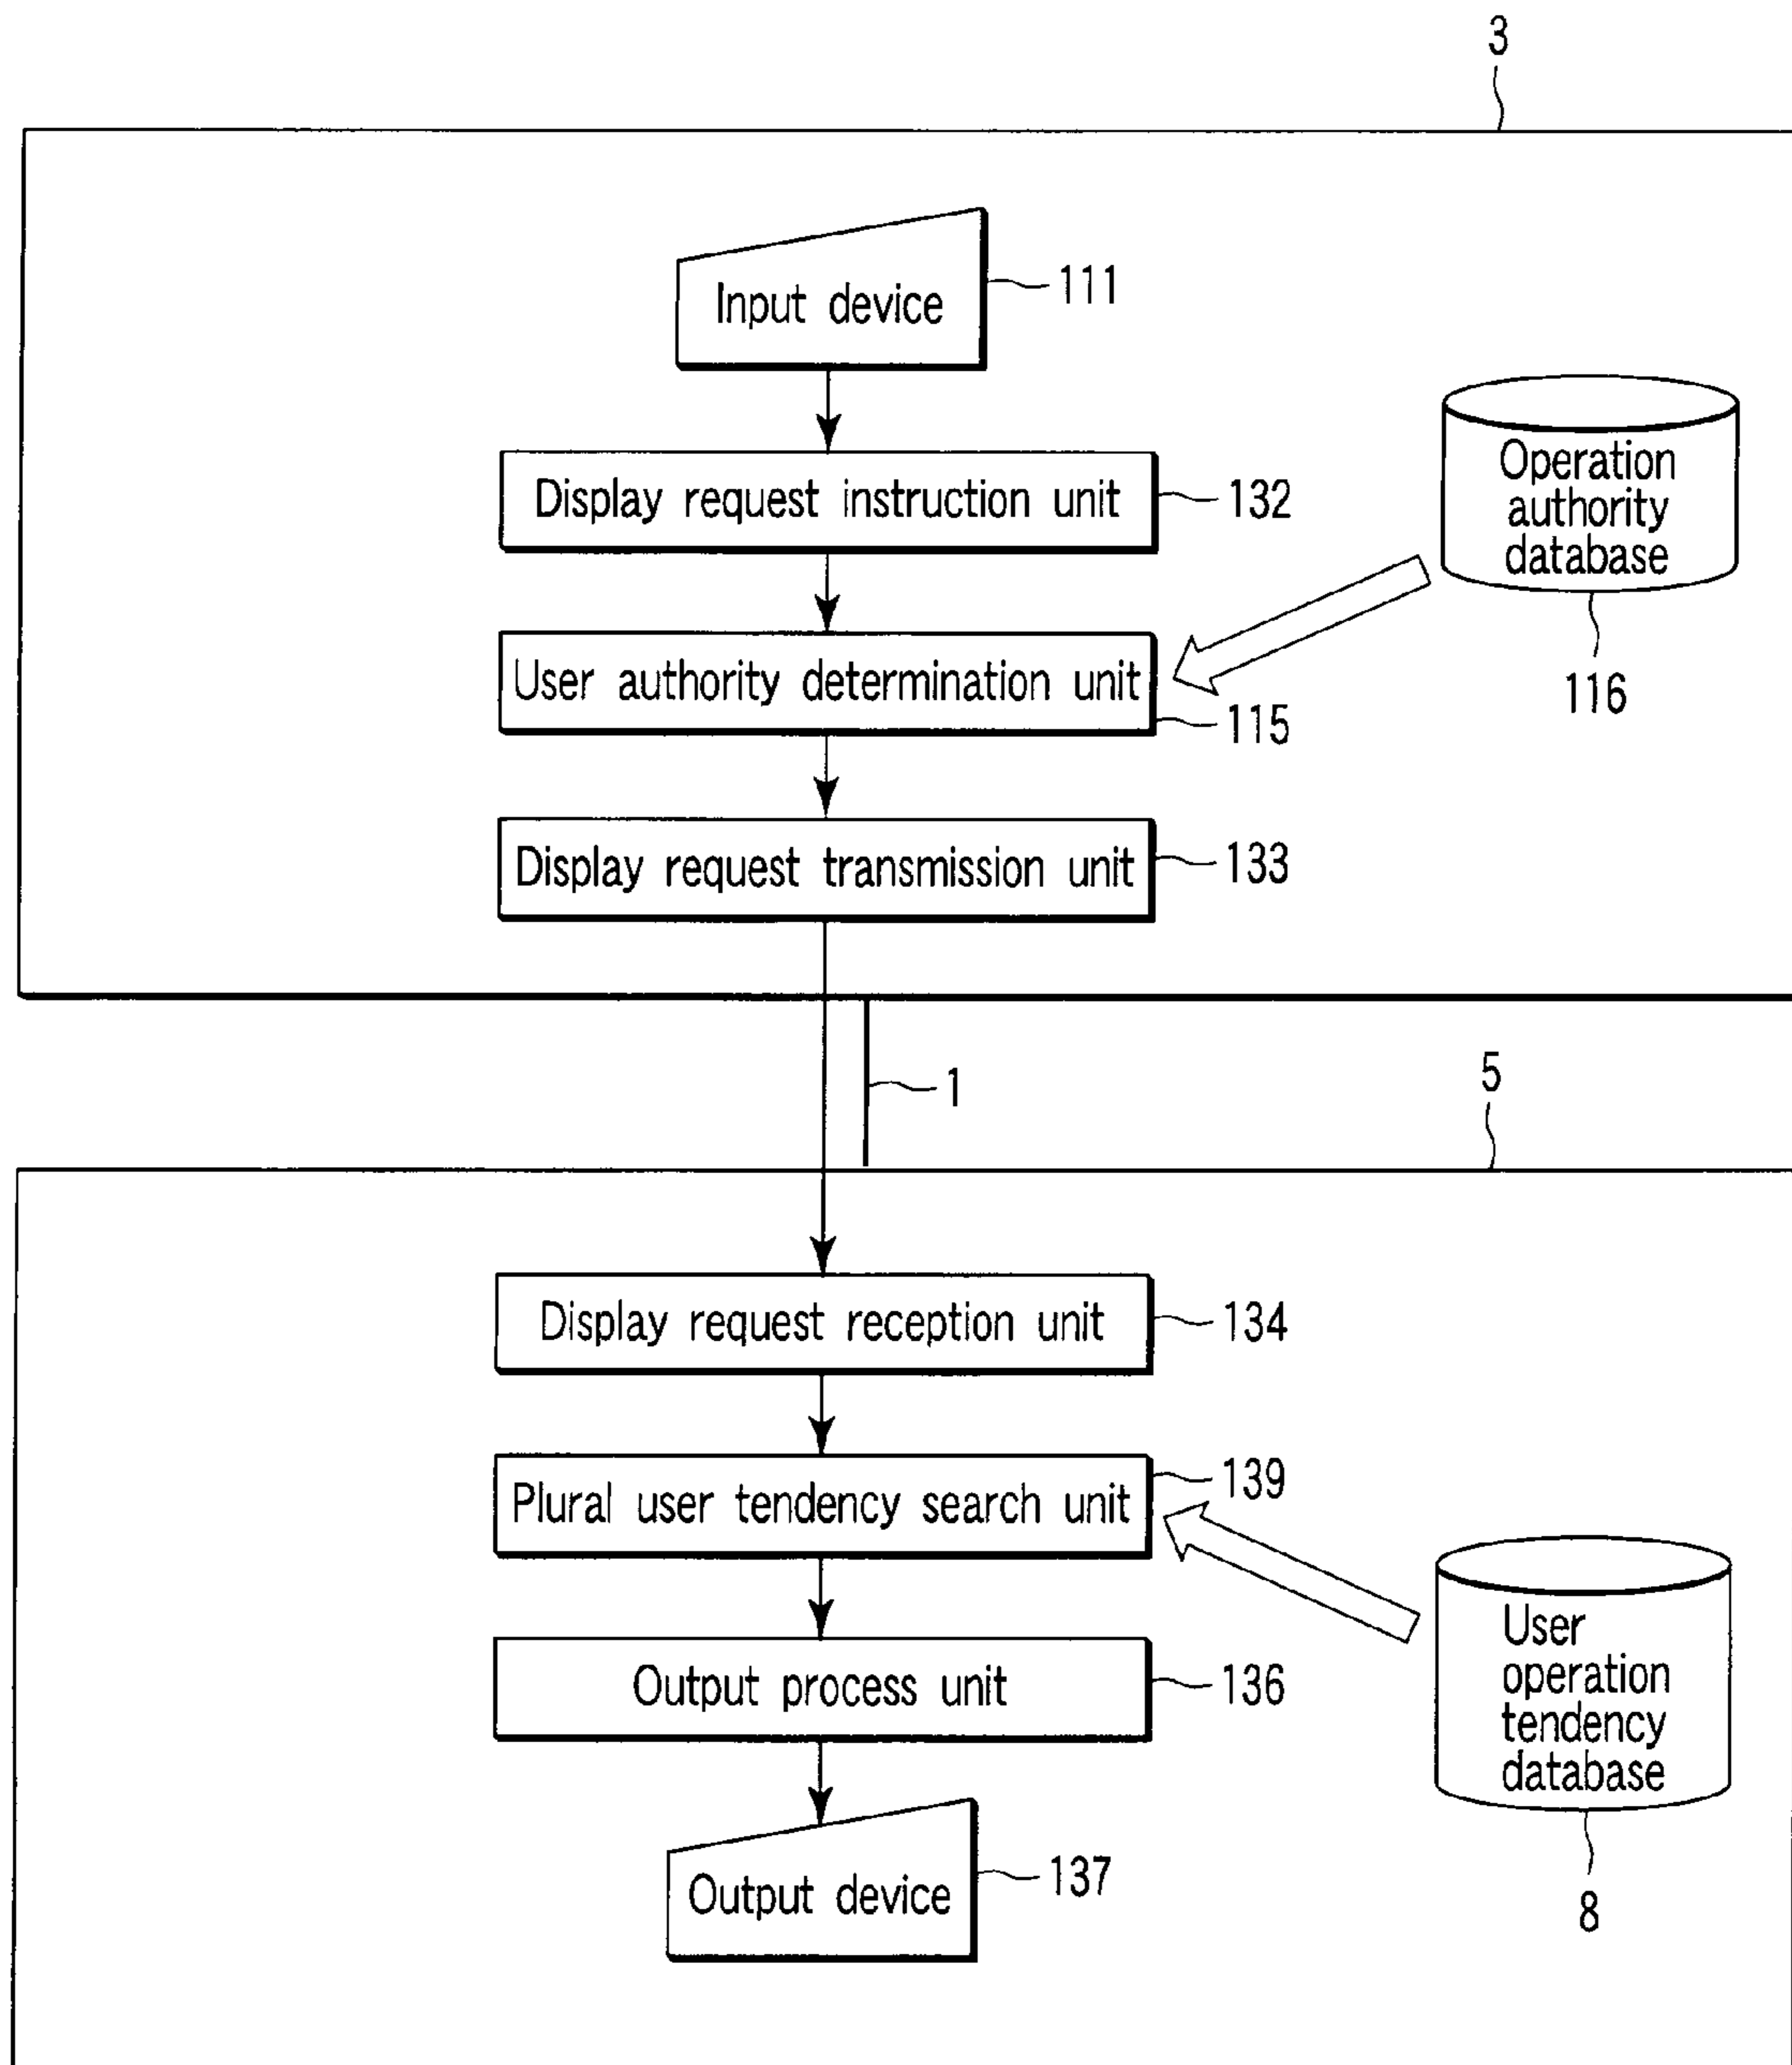 3
Input device
111
Display request instruction unit
132
Operation
authority
database
116
User authority determination unit
115
Display request transmission unit
133
1
5
Display request reception unit
134
Plural user tendency search unit
139
Output process unit
136
User
operation
tendency
database
8
Output device
137